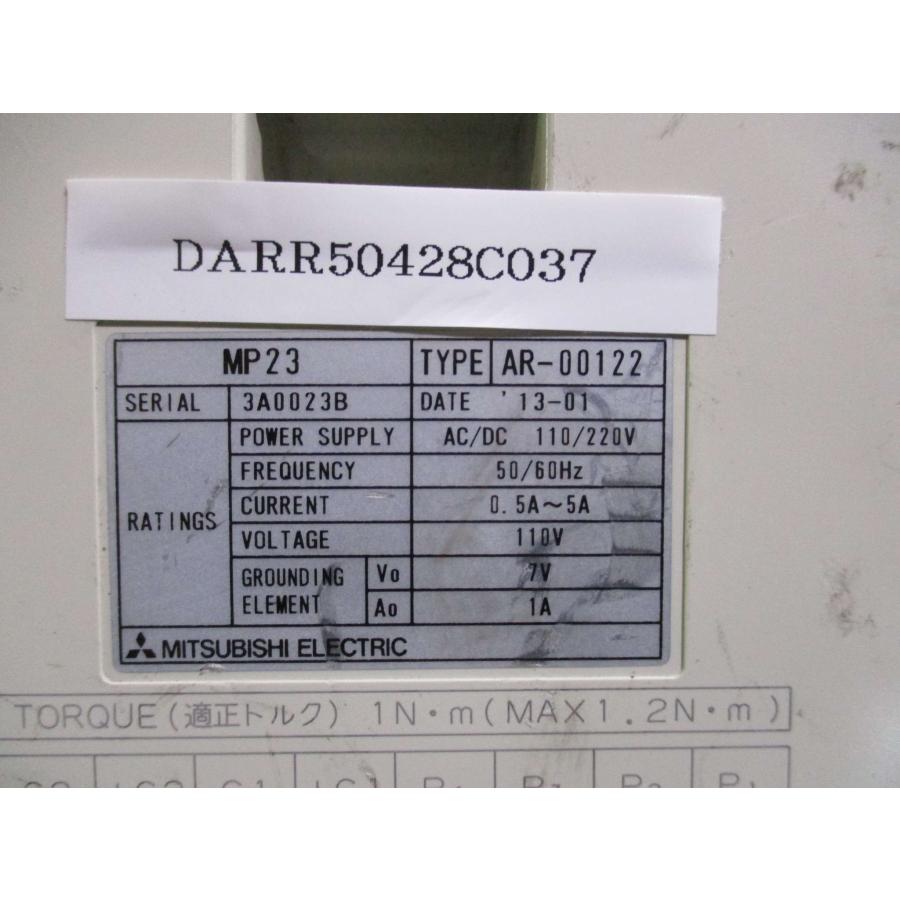 DARR50428C037
MP23 TYPE AR-00122
SERIAL 3A0023B DATE '13-01
RATINGS
POWER SUPPLY AC/DC 110/220V
FREQUENCY 50/60Hz
CURRENT 0.5A～5A
VOLTAGE 110V
GROUNDING ELEMENT
Vo 7V
Ao 1A
MITSUBISHI ELECTRIC
TORQUE(適正トルク) 1N・m(MAX1.2N・m)